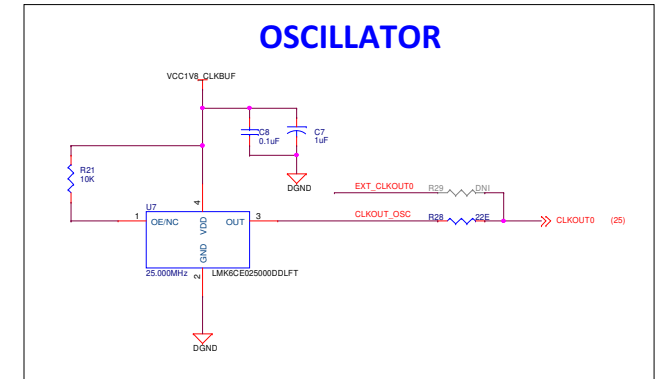 OSCILLATOR
VCC1V8_CLKBUF
C8
0.1uF
C7
1uF
R21
10K
DGND
EXT_CLKOUT0
R29
DNI
U7
4
1
OE/NC
VDD
OUT
3
CLKOUT_OSC
R28
22E
CLKOUT0
(25)
GND
25.000MHz
2
LMK6CE025000DDLFT
DGND